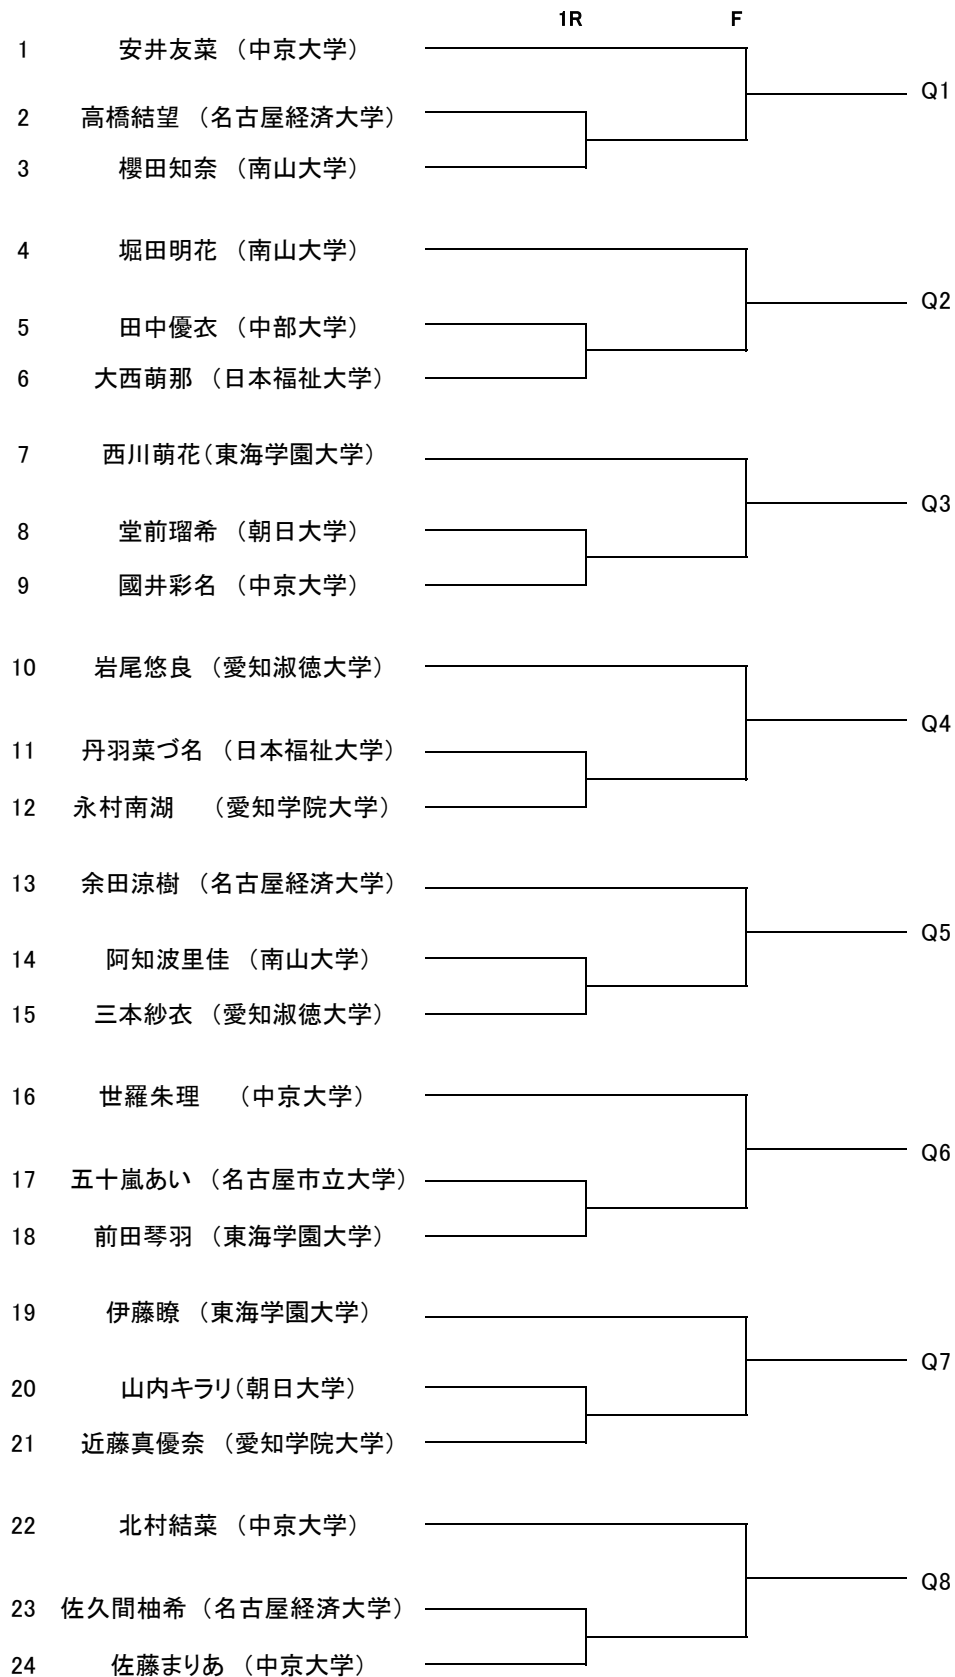 1R F
1 安井友菜 （中京大学）
Q1
2 高橋結望 （名古屋経済大学）
3 櫻田知奈 （南山大学）
4 堀田明花 （南山大学）
Q2
5 田中優衣 （中部大学）
6 大西萌那 （日本福祉大学）
7 西川萌花（東海学園大学）
Q3
8 堂前瑠希 （朝日大学）
9 國井彩名 （中京大学）
10 岩尾悠良 （愛知淑徳大学）
Q4
11 丹羽菜づ名 （日本福祉大学）
12 永村南湖 （愛知学院大学）
13 余田涼樹 （名古屋経済大学）
Q5
14 阿知波里佳 （南山大学）
15 三本紗衣 （愛知淑徳大学）
16 世羅朱理 （中京大学）
Q6
17 五十嵐あい （名古屋市立大学）
18 前田琴羽 （東海学園大学）
19 伊藤瞭 （東海学園大学）
Q7
20 山内キラリ（朝日大学）
21 近藤真優奈 （愛知学院大学）
22 北村結菜 （中京大学）
Q8
23 佐久間柚希 （名古屋経済大学）
24 佐藤まりあ （中京大学）